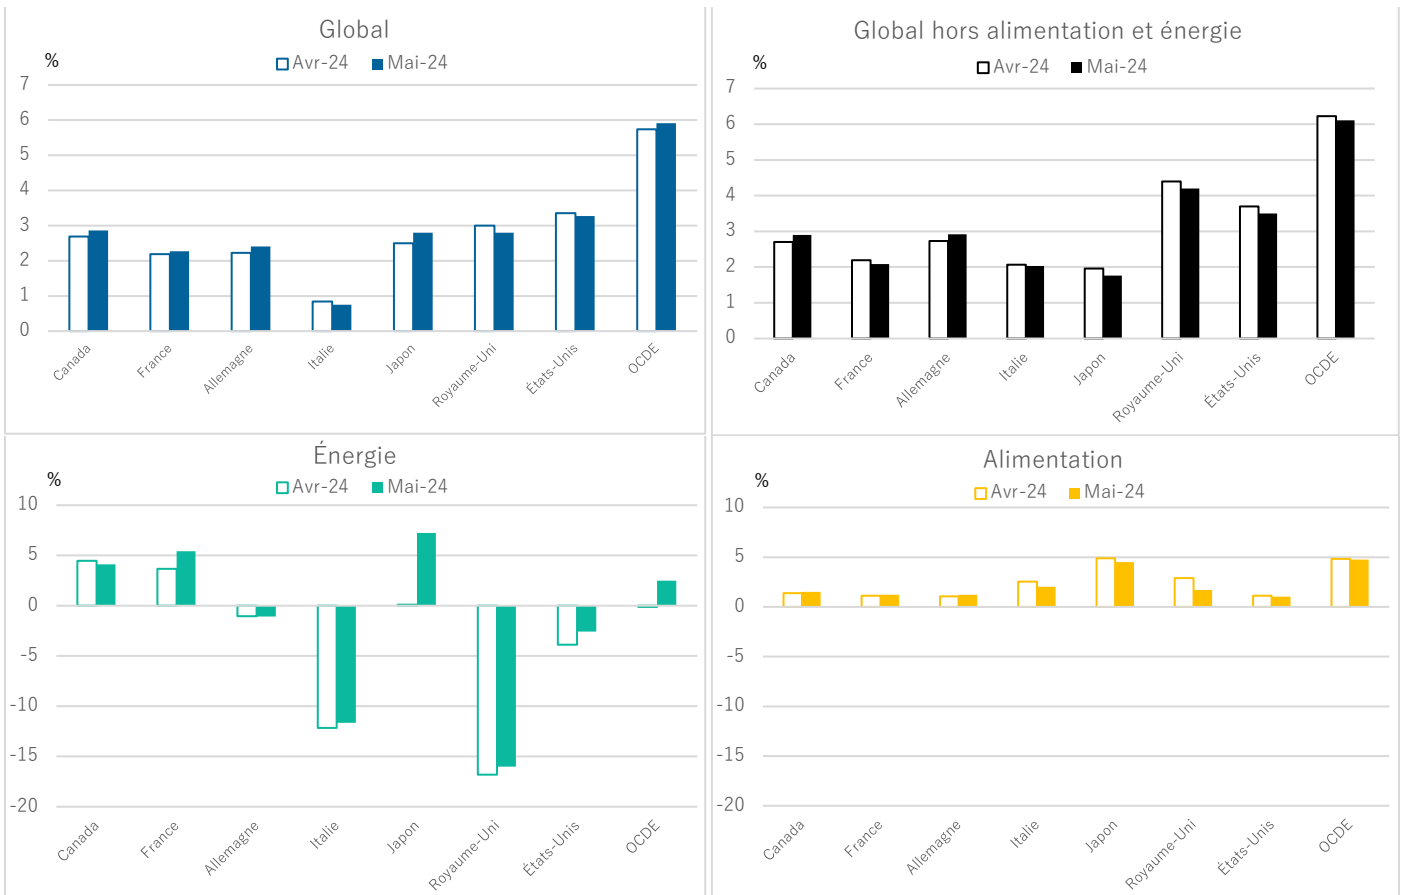 Global
%
Avr-24 Mai-24
7
6
5
4
3
2
1
0
Canada France Allemagne Italie Japon Royaume-Uni États-Unis OCDE
Global hors alimentation et énergie
%
Avr-24 Mai-24
7
6
5
4
3
2
1
0
Canada France Allemagne Italie Japon Royaume-Uni États-Unis OCDE
Énergie
%
Avr-24 Mai-24
10
5
0
-5
-10
-15
-20
Canada France Allemagne Italie Japon Royaume-Uni États-Unis OCDE
Alimentation
%
Avr-24 Mai-24
10
5
0
-5
-10
-15
-20
Canada France Allemagne Italie Japon Royaume-Uni États-Unis OCDE